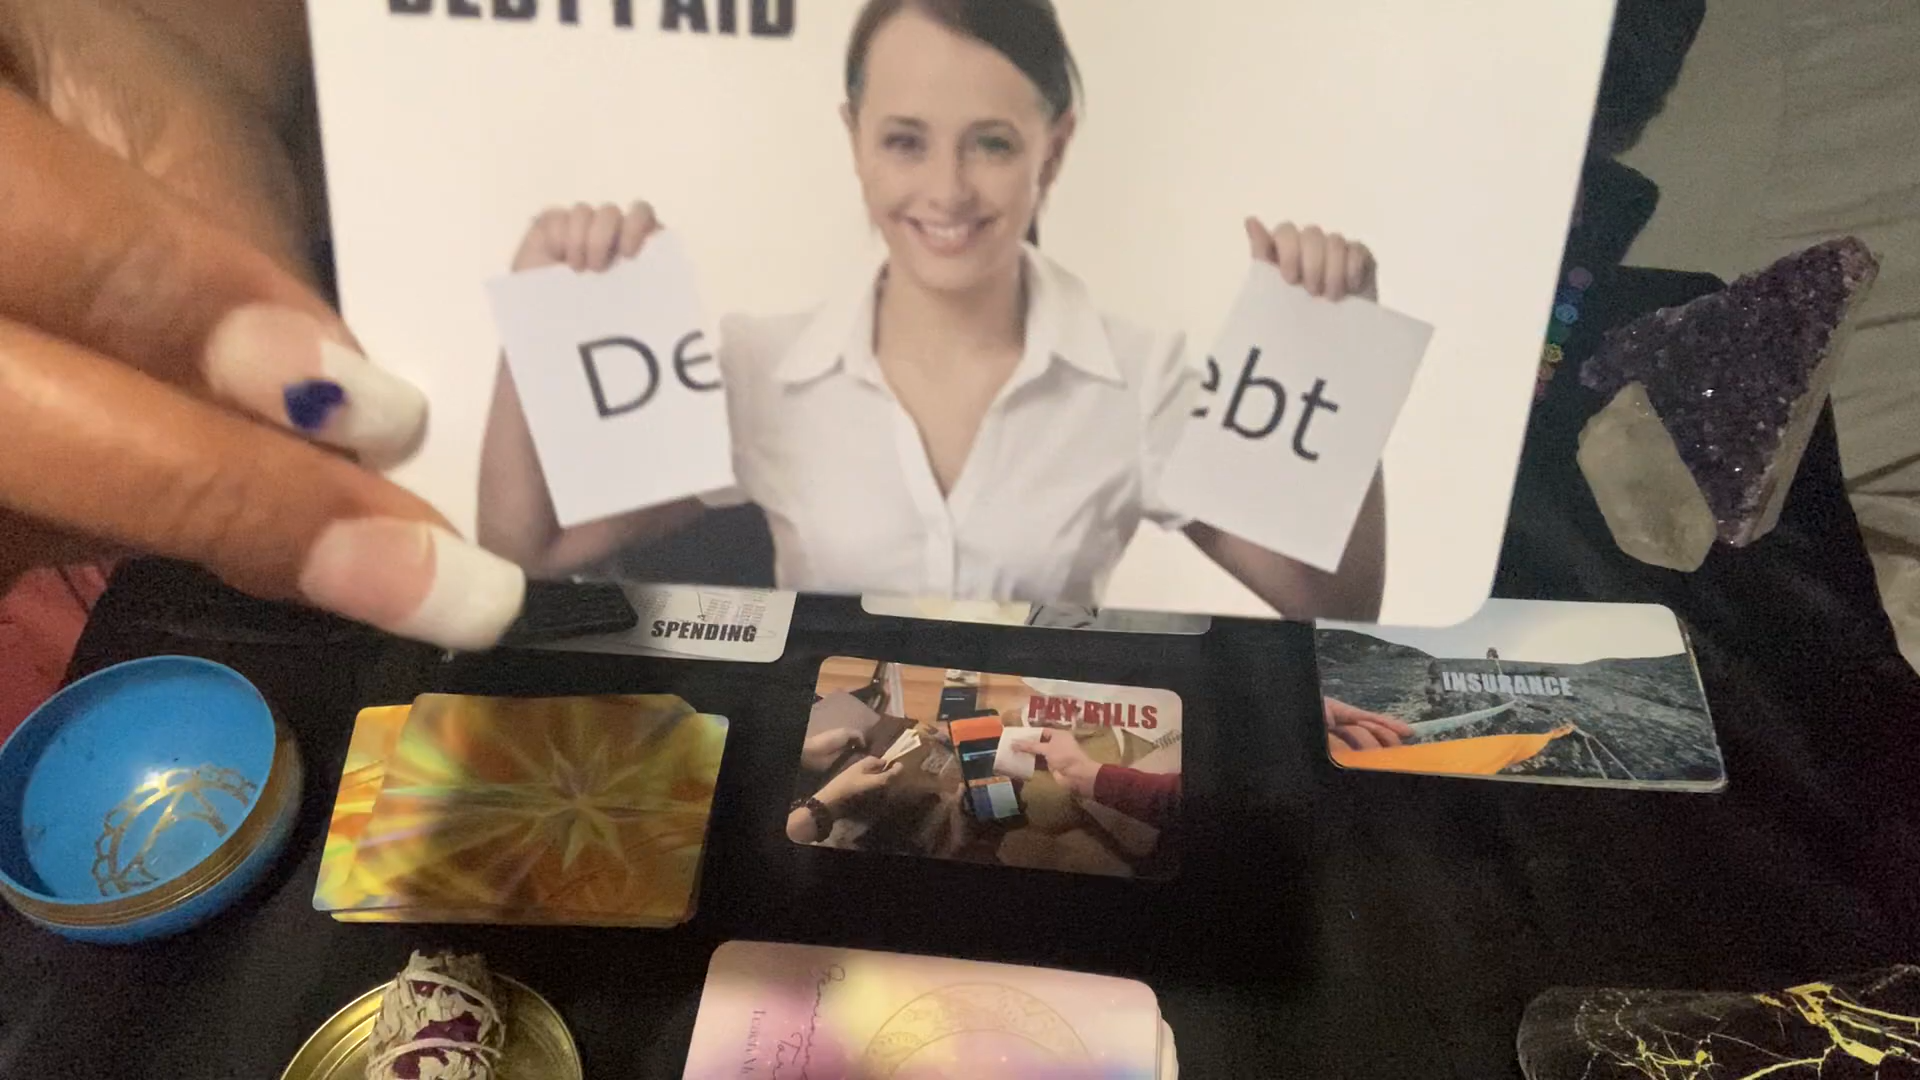 DEBT PAID
De
ebt
SPENDING
PAY BILLS
INSURANCE